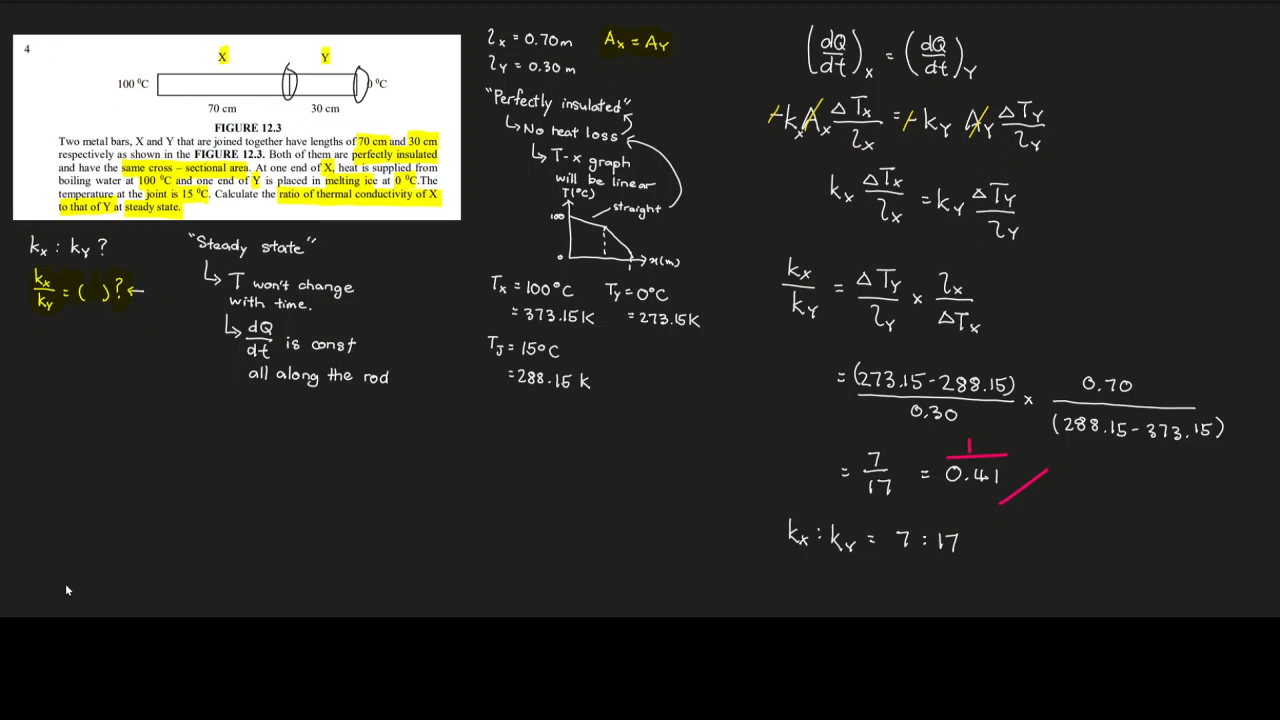 4
X
Y
100 ⁰C
0 ⁰C
70 cm
30 cm
FIGURE 12.3
Two metal bars, X and Y that are joined together have lengths of 70 cm and 30 cm
respectively as shown in the FIGURE 12.3. Both of them are perfectly insulated
and have the same cross – sectional area. At one end of X, heat is supplied from
boiling water at 100 ⁰C and one end of Y is placed in melting ice at 0 ⁰C.The
temperature at the joint is 15 ⁰C. Calculate the ratio of thermal conductivity of X
to that of Y at steady state.
kₓ : kY ?
kₓ/kY = ( ) ? ←
"Steady state"
↳ T won't change
with time.
↳ dQ/dt is const
all along the rod
lₓ = 0.70 m
lY = 0.30 m
Aₓ = AY
"Perfectly insulated"
↳ No heat loss
↳ T-x graph
will be linear
T(°C)
straight
100
0
x(m)
Tₓ = 100°C
= 373.15 K
TY = 0°C
= 273.15 K
TJ = 15°C
= 288.15 K
(dQ/dt)ₓ = (dQ/dt)Y
-kₓAₓ ΔTₓ/lₓ = -kY AY ΔTY/lY
kₓ ΔTₓ/lₓ = kY ΔTY/lY
kₓ/kY = ΔTY/lY × lₓ/ΔTₓ
= (273.15 - 288.15)/0.30 × 0.70/(288.15 - 373.15)
= 7/17 = 0.41
kₓ : kY = 7 : 17